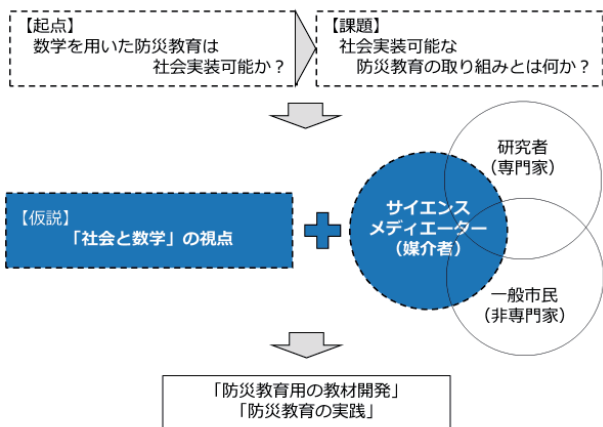 【起点】
数学を用いた防災教育は
社会実装可能か？
【課題】
社会実装可能な
防災教育の取り組みとは何か？
【仮説】
「社会と数学」の視点
サイエンス
メディエーター
（媒介者）
研究者
（専門家）
一般市民
（非専門家）
「防災教育用の教材開発」
「防災教育の実践」